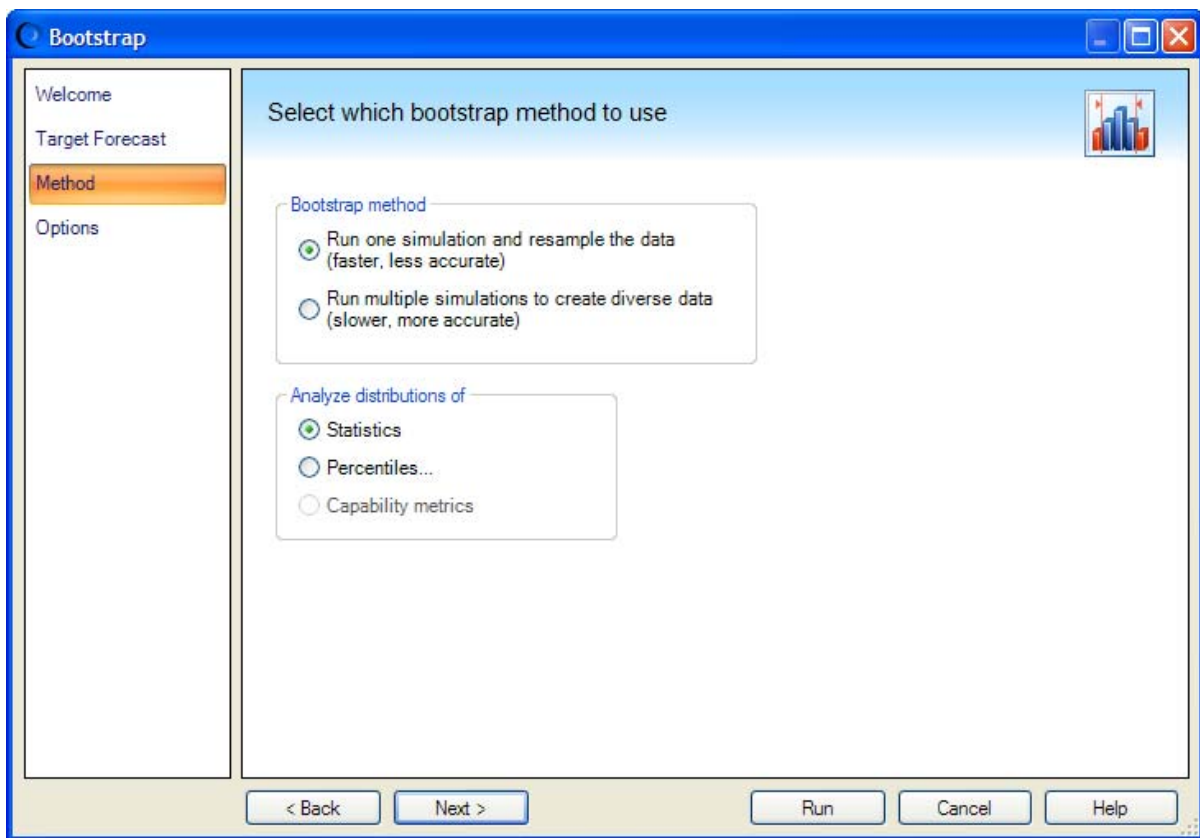 Bootstrap
Welcome
Target Forecast
Method
Options
Select which bootstrap method to use
Bootstrap method
Run one simulation and resample the data
(faster, less accurate)
Run multiple simulations to create diverse data
(slower, more accurate)
Analyze distributions of
Statistics
Percentiles...
Capability metrics
< Back
Next >
Run
Cancel
Help